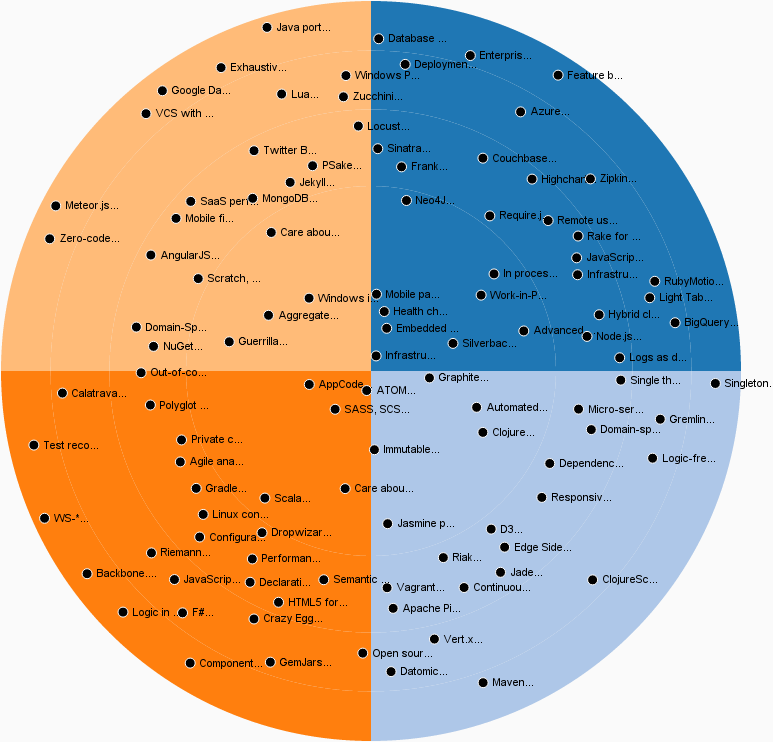 Java port...
Database ...
Enterpris...
Deploymen...
Exhaustiv...
Windows P...
Feature b...
Google Da...
Lua...
Zucchini...
VCS with ...
Azure...
Locust...
Twitter B...
Sinatra...
Couchbase...
PSake...
Frank...
Jekyll...
Highchar...
Zipkin...
SaaS perf...
MongoDB...
Neo4J...
Meteor.js...
Mobile fi...
Require.j...
Remote us...
Zero-code...
Care abou...
Rake for ...
AngularJS...
JavaScrip...
Scratch, ...
In proces...
Infrastru...
RubyMotio...
Windows i...
Mobile pa...
Work-in-P...
Light Tab...
Aggregate...
Health ch...
Hybrid cl...
BigQuery...
Domain-Sp...
Embedded ...
Advanced...
Node.js...
NuGet...
Guerrilla...
Silverbac...
Infrastru...
Logs as d...
Out-of-co...
AppCode...
Graphite...
Single th...
Singleton...
Calatrava...
ATOM...
Polyglot ...
SASS, SCS...
Automated...
Micro-ser...
Gremlin...
Test reco...
Private c...
Clojure...
Domain-sp...
Agile ana...
Immutable...
Dependenc...
Logic-fre...
Gradle...
Scala...
Care abou...
Responsiv...
WS-*...
Linux con...
Configura...
Dropwizar...
Jasmine p...
D3...
Riemann...
Performan...
Riak...
Edge Side...
Backbone....
JavaScrip...
Declarati...
Semantic ...
Vagrant...
Continuou...
Jade...
ClojureSc...
Logic in ...
F#...
HTML5 for...
Crazy Egg...
Apache Pi...
Vert.x...
Component...
GemJars...
Open sour...
Datomic...
Maven...